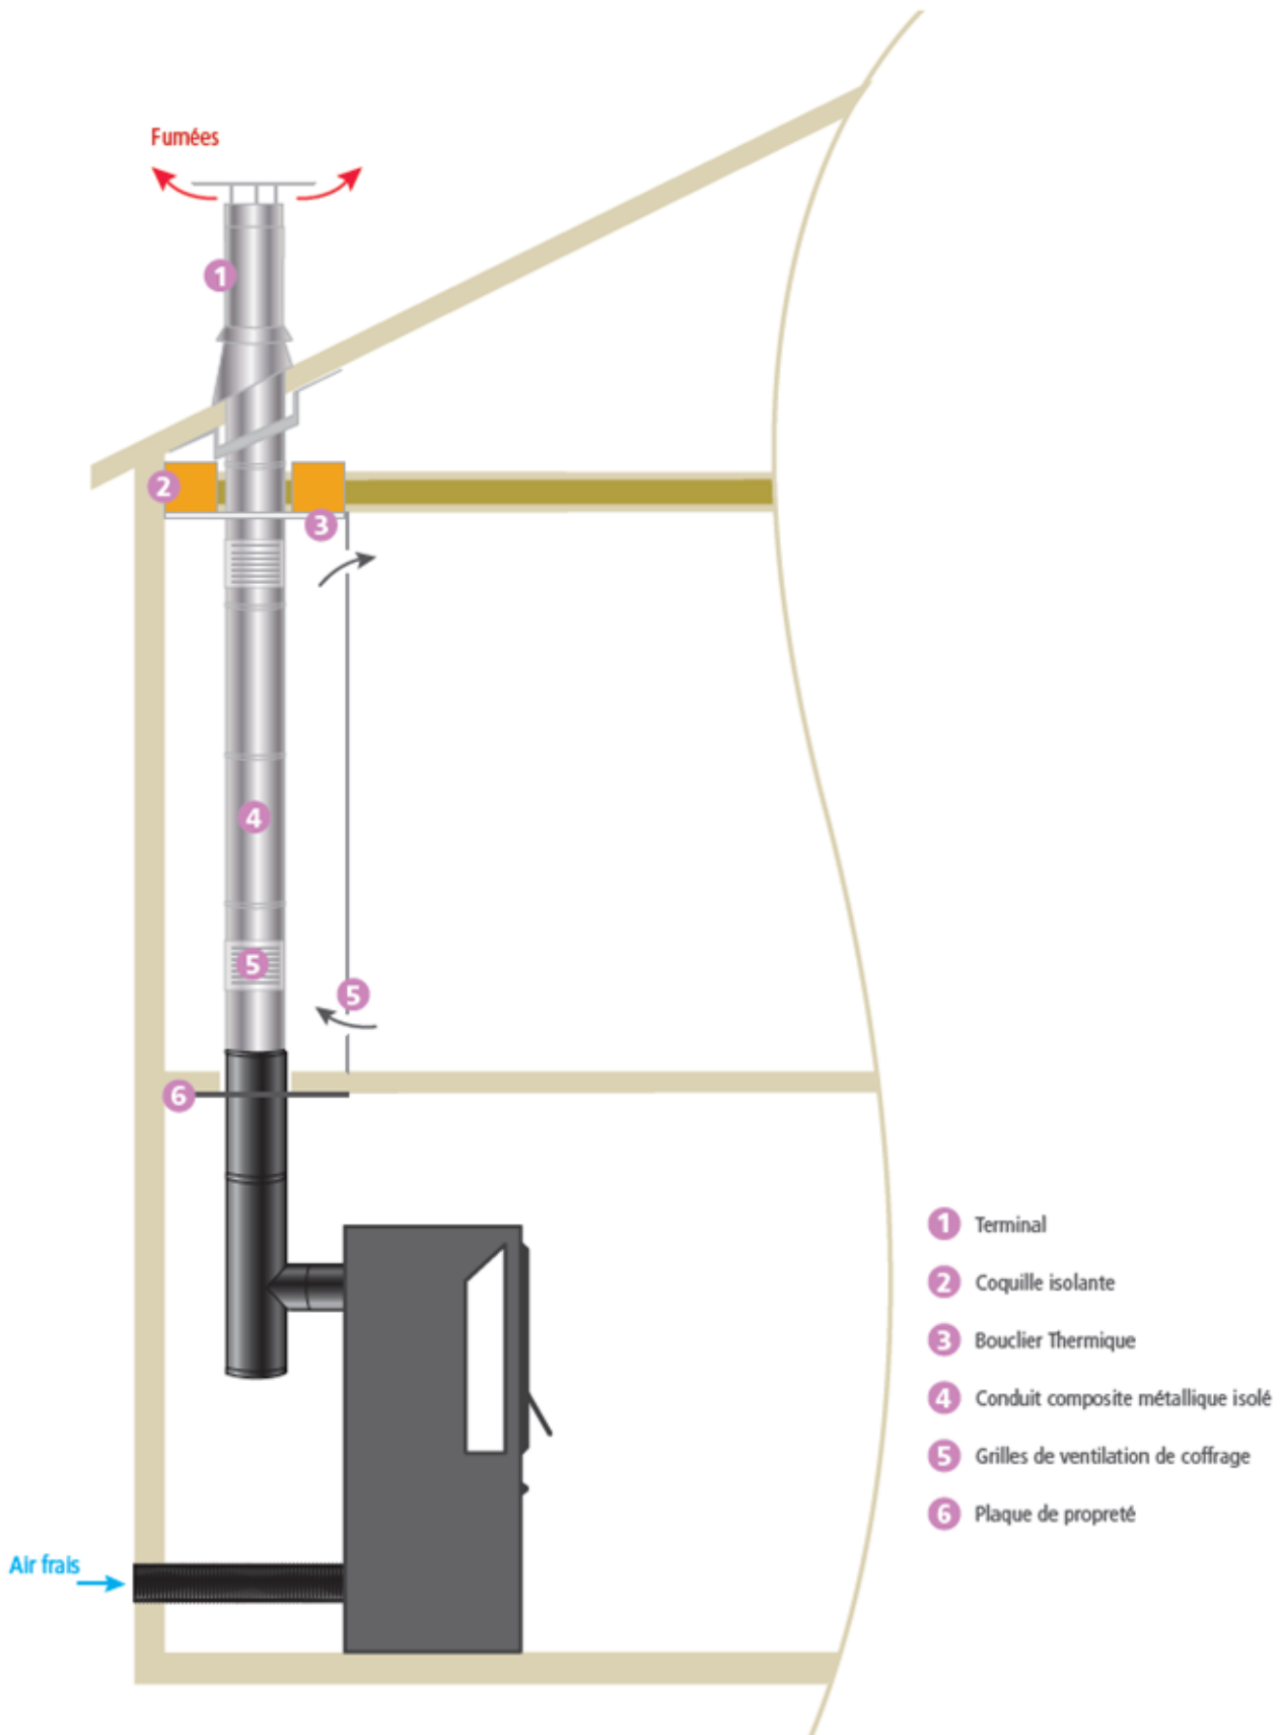 Fumées
1
2
3
4
5
5
6
Air frais
1 Terminal
2 Coquille isolante
3 Bouclier Thermique
4 Conduit composite métallique isolé
5 Grilles de ventilation de coffrage
6 Plaque de propreté